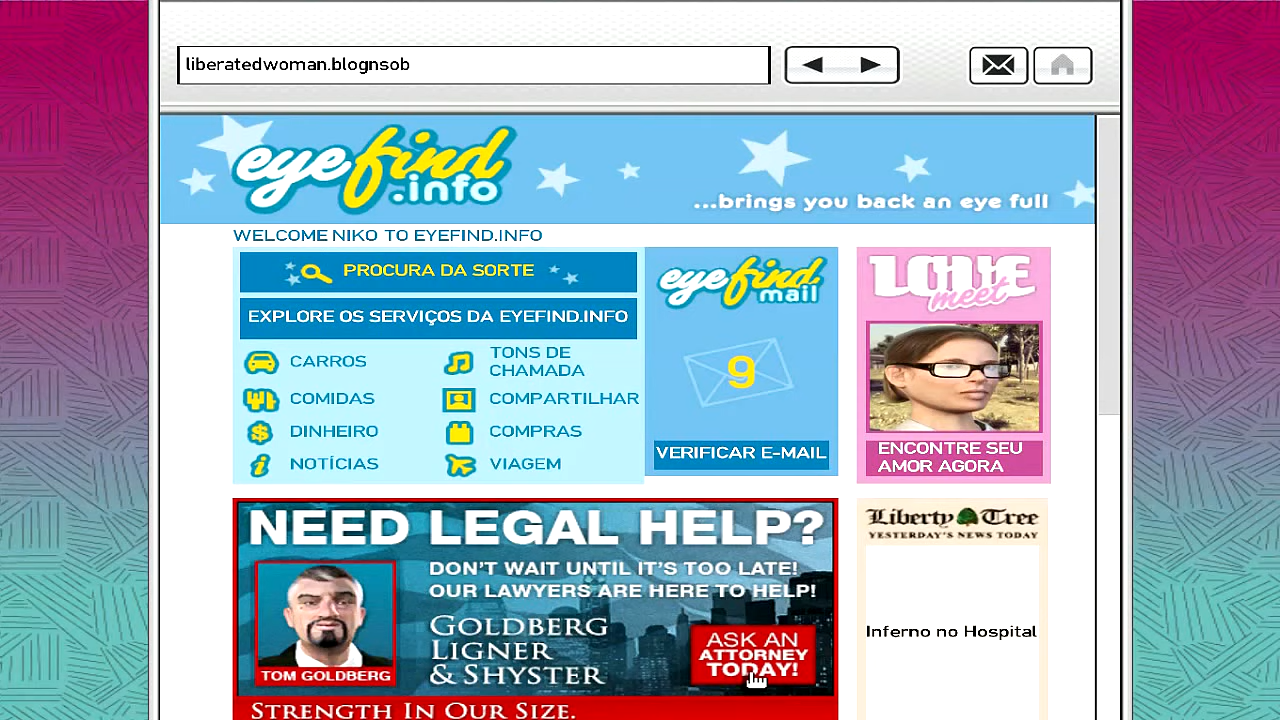 liberatedwoman.blognsob
eyefind
.info
...brings you back an eye full
WELCOME NIKO TO EYEFIND.INFO
PROCURA DA SORTE
EXPLORE OS SERVIÇOS DA EYEFIND.INFO
CARROS
TONS DE
CHAMADA
COMIDAS
COMPARTILHAR
DINHEIRO
COMPRAS
NOTÍCIAS
VIAGEM
eyefind
mail
9
VERIFICAR E-MAIL
LOVE
meet
ENCONTRE SEU
AMOR AGORA
NEED LEGAL HELP?
DON'T WAIT UNTIL IT'S TOO LATE!
OUR LAWYERS ARE HERE TO HELP!
GOLDBERG
LIGNER
& SHYSTER
TOM GOLDBERG
ASK AN
ATTORNEY
TODAY!
STRENGTH IN OUR SIZE.
Liberty Tree
YESTERDAY'S NEWS TODAY
Inferno no Hospital